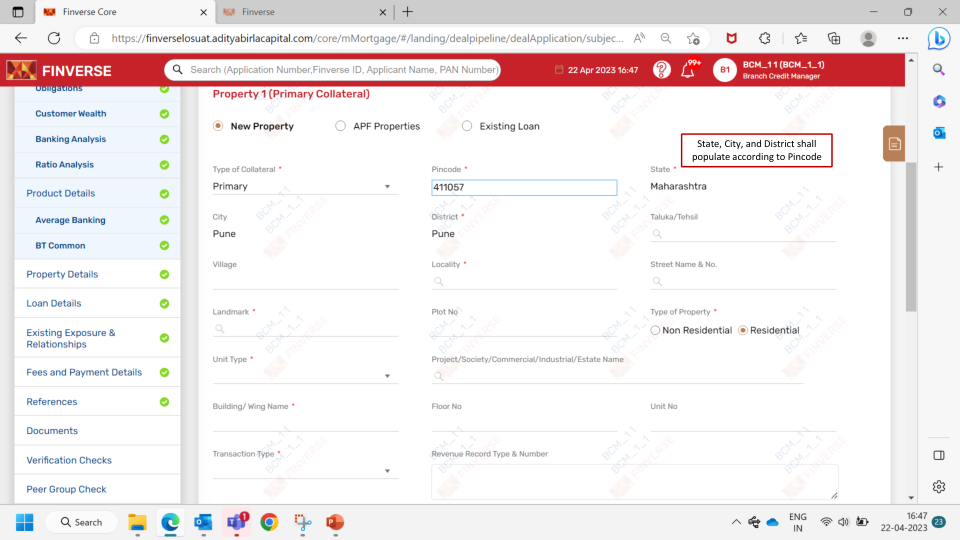 Finverse Core
Finverse
https://finverselosuat.adityabirlacapital.com/core/mMortgage/#/landing/dealpipeline/dealApplication/subjec...
FINVERSE
Search (Application Number,Finverse ID, Applicant Name, PAN Number)
22 Apr 2023 16:47
99+
B1
BCM_11 (BCM_1_1)
Branch Credit Manager
Obligations
Customer Wealth
Banking Analysis
Ratio Analysis
Product Details
Average Banking
BT Common
Property Details
Loan Details
Existing Exposure &
Relationships
Fees and Payment Details
References
Documents
Verification Checks
Peer Group Check
Property 1 (Primary Collateral)
New Property
APF Properties
Existing Loan
State, City, and District shall
populate according to Pincode
Type of Collateral *
Primary
Pincode *
411057
State *
Maharashtra
City
Pune
District *
Pune
Taluka/Tehsil
Village
Locality *
Street Name & No.
Landmark *
Plot No
Type of Property *
Non Residential
Residential
Unit Type *
Project/Society/Commercial/Industrial/Estate Name
Building/ Wing Name *
Floor No
Unit No
Transaction Type *
Revenue Record Type & Number
BCM_11
BCM_1_1
FINVERSE
Search
1
ENG
IN
16:47
22-04-2023
23